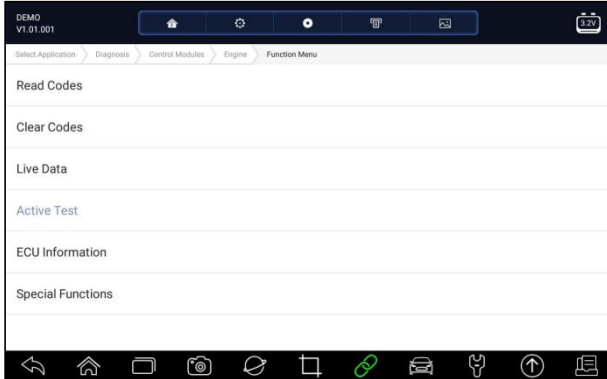 DEMO
V1.01.001
3.2V
Select Application Diagnosis Control Modules Engine Function Menu
Read Codes
Clear Codes
Live Data
Active Test
ECU Information
Special Functions